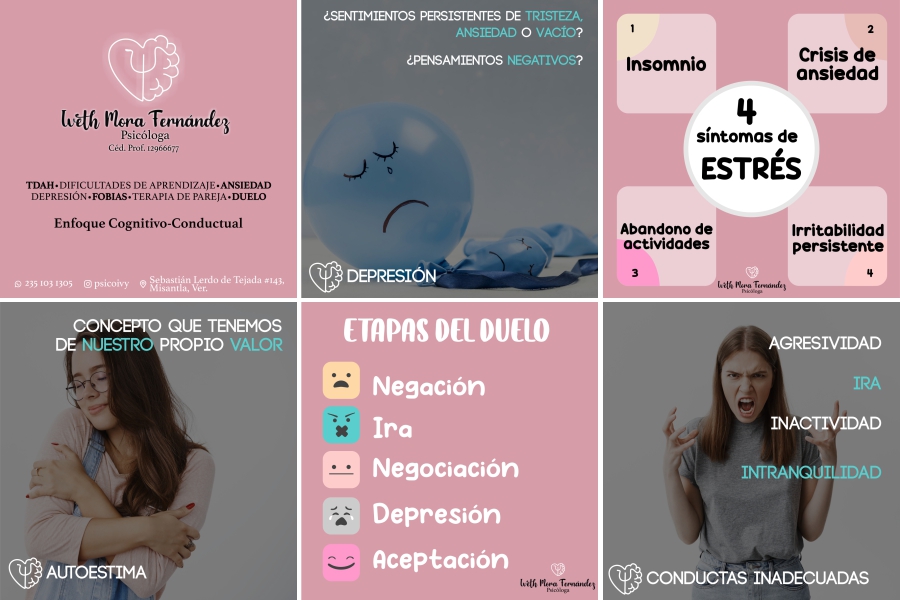 Iveth Mora Fernández
Psicóloga
Céd. Prof. 12966677
TDAH•DIFICULTADES DE APRENDIZAJE•ANSIEDAD
DEPRESIÓN•FOBIAS•TERAPIA DE PAREJA•DUELO
Enfoque Cognitivo-Conductual
235 103 1305
psicoivy
Sebastián Lerdo de Tejada #143,
Misantla, Ver.
¿SENTIMIENTOS PERSISTENTES DE TRISTEZA,
ANSIEDAD O VACÍO?
¿PENSAMIENTOS NEGATIVOS?
DEPRESIÓN
1
Insomnio
2
Crisis de
ansiedad
4
síntomas de
ESTRÉS
Abandono de
actividades
3
Irritabilidad
persistente
4
Iveth Mora Fernández
Psicóloga
CONCEPTO QUE TENEMOS
DE NUESTRO PROPIO VALOR
AUTOESTIMA
ETAPAS DEL DUELO
Negación
Ira
Negociación
Depresión
Aceptación
Iveth Mora Fernández
Psicóloga
AGRESIVIDAD
IRA
INACTIVIDAD
INTRANQUILIDAD
CONDUCTAS INADECUADAS